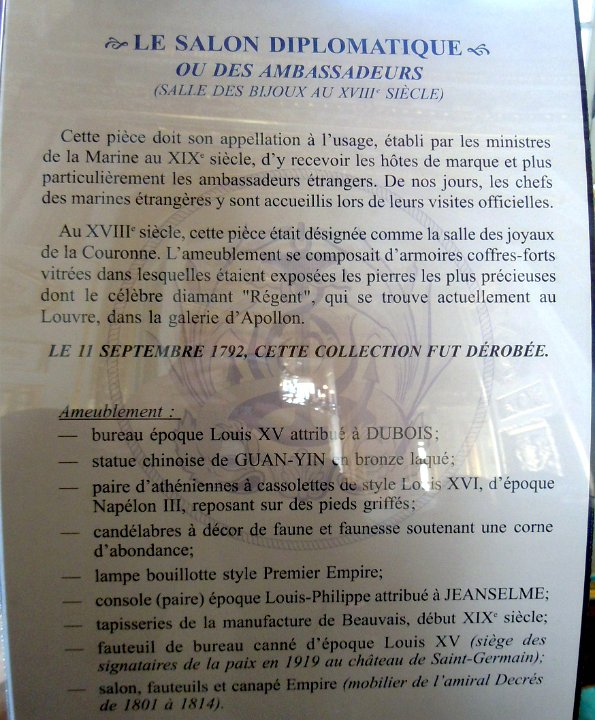 LE SALON DIPLOMATIQUE
OU DES AMBASSADEURS
(SALLE DES BIJOUX AU XVIIIe SIÈCLE)
Cette pièce doit son appellation à l'usage, établi par les ministres
de la Marine au XIXe siècle, d'y recevoir les hôtes de marque et plus
particulièrement les ambassadeurs étrangers. De nos jours, les chefs
des marines étrangères y sont accueillis lors de leurs visites officielles.
Au XVIIIe siècle, cette pièce était désignée comme la salle des joyaux
de la Couronne. L'ameublement se composait d'armoires coffres-forts
vitrées dans lesquelles étaient exposées les pierres les plus précieuses
dont le célèbre diamant "Régent", qui se trouve actuellement au
Louvre, dans la galerie d'Apollon.
LE 11 SEPTEMBRE 1792, CETTE COLLECTION FUT DÉROBÉE.
Ameublement :
— bureau époque Louis XV attribué à DUBOIS;
— statue chinoise de GUAN-YIN en bronze laqué;
— paire d'athéniennes à cassolettes de style Louis XVI, d'époque
Napélon III, reposant sur des pieds griffés;
— candélabres à décor de faune et faunesse soutenant une corne
d'abondance;
— lampe bouillotte style Premier Empire;
— console (paire) époque Louis-Philippe attribué à JEANSELME;
— tapisseries de la manufacture de Beauvais, début XIXe siècle;
— fauteuil de bureau canné d'époque Louis XV (siège des
signataires de la paix en 1919 au château de Saint-Germain);
— salon, fauteuils et canapé Empire (mobilier de l'amiral Decrés
de 1801 à 1814).